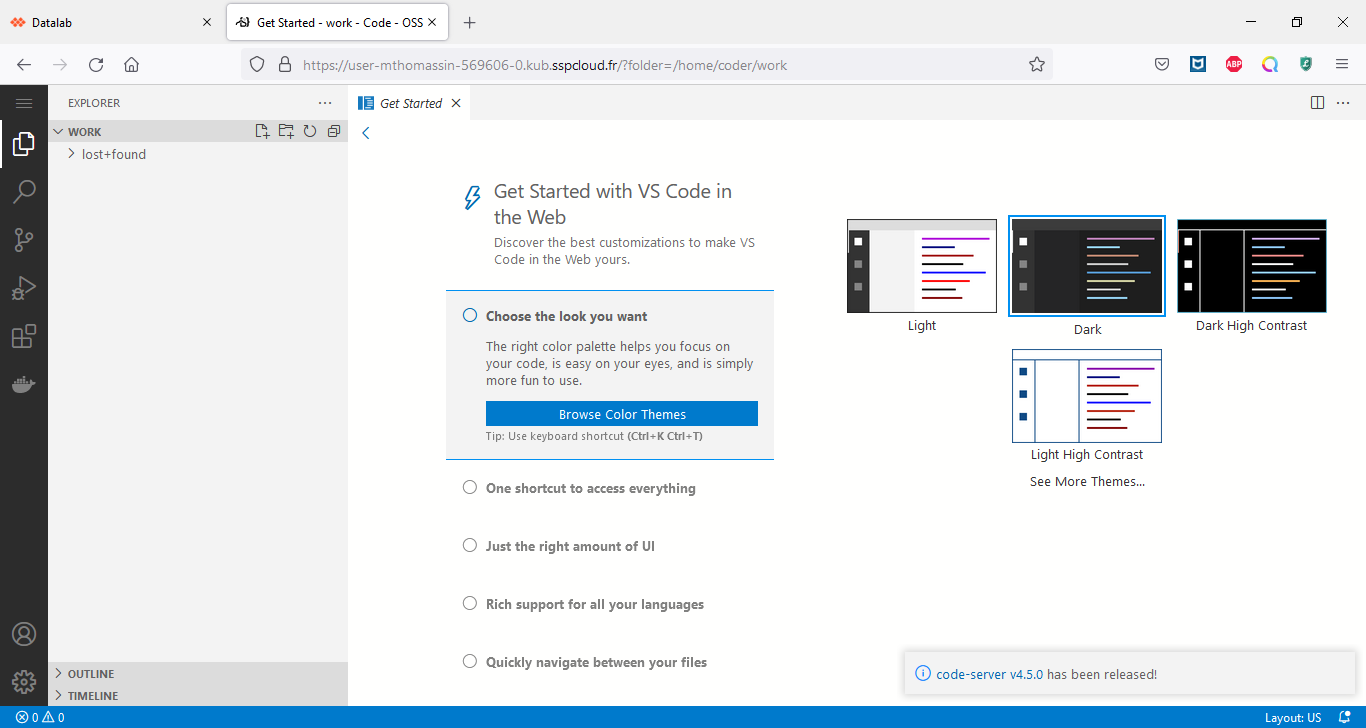 Datalab
Get Started - work - Code - OSS
https://user-mthomassin-569606-0.kub.sspcloud.fr/?folder=/home/coder/work
ABP
EXPLORER
Get Started
WORK
lost+found
Get Started with VS Code in
the Web
Discover the best customizations to make VS
Code in the Web yours.
Choose the look you want
The right color palette helps you focus on
your code, is easy on your eyes, and is simply
more fun to use.
Browse Color Themes
Tip: Use keyboard shortcut (Ctrl+K Ctrl+T)
One shortcut to access everything
Just the right amount of UI
Rich support for all your languages
Quickly navigate between your files
Light
Dark
Dark High Contrast
Light High Contrast
See More Themes...
OUTLINE
TIMELINE
code-server v4.5.0 has been released!
0 0
Layout: US